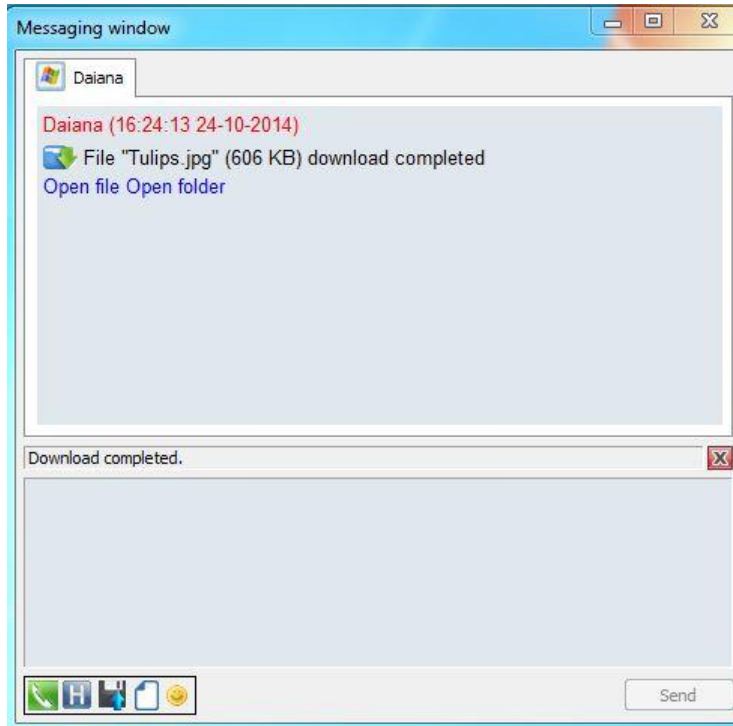 Messaging window
Daiana
Daiana (16:24:13 24-10-2014)
File "Tulips.jpg" (606 KB) download completed
Open file Open folder
Download completed.
H
Send